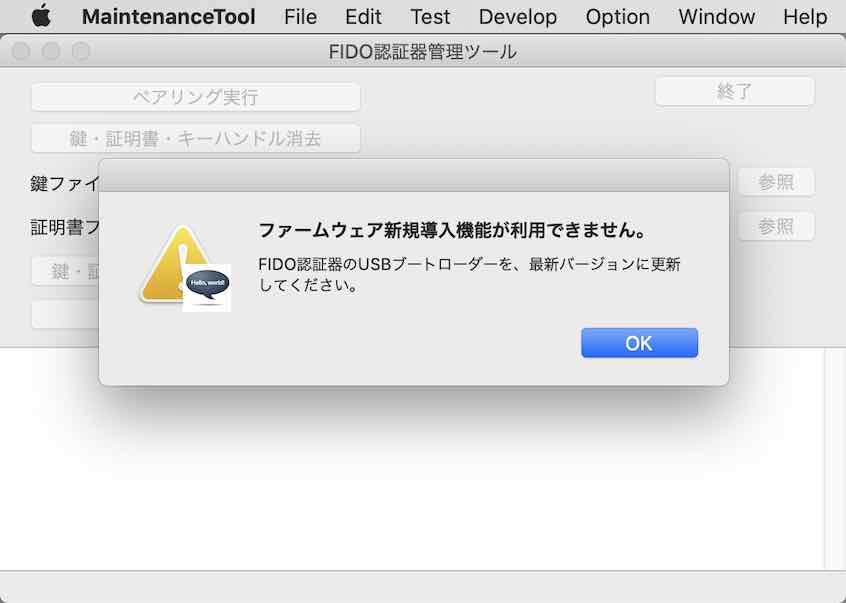 MaintenanceTool File Edit Test Develop Option Window Help
FIDO認証器管理ツール
ペアリング実行
終了
鍵・証明書・キーハンドル消去
鍵ファイ
参照
証明書フ
参照
鍵・証
ファームウェア新規導入機能が利用できません。
FIDO認証器のUSBブートローダーを、最新バージョンに更新
してください。
Hello, world!
OK